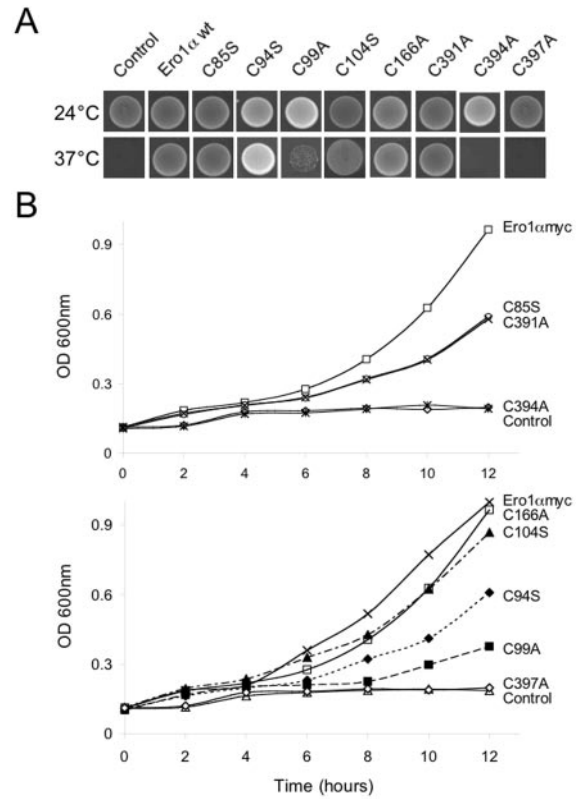 A
Control Ero1α wt C85S C94S C99A C104S C166A C391A C394A C397A
24°C
37°C
B
0.9
0.6
0.3
0
OD 600nm
0 2 4 6 8 10 12
Ero1αmyc
C85S
C391A
C394A
Control
0.9
0.6
0.3
0
OD 600nm
0 2 4 6 8 10 12
Time (hours)
Ero1αmyc
C166A
C104S
C94S
C99A
C397A
Control